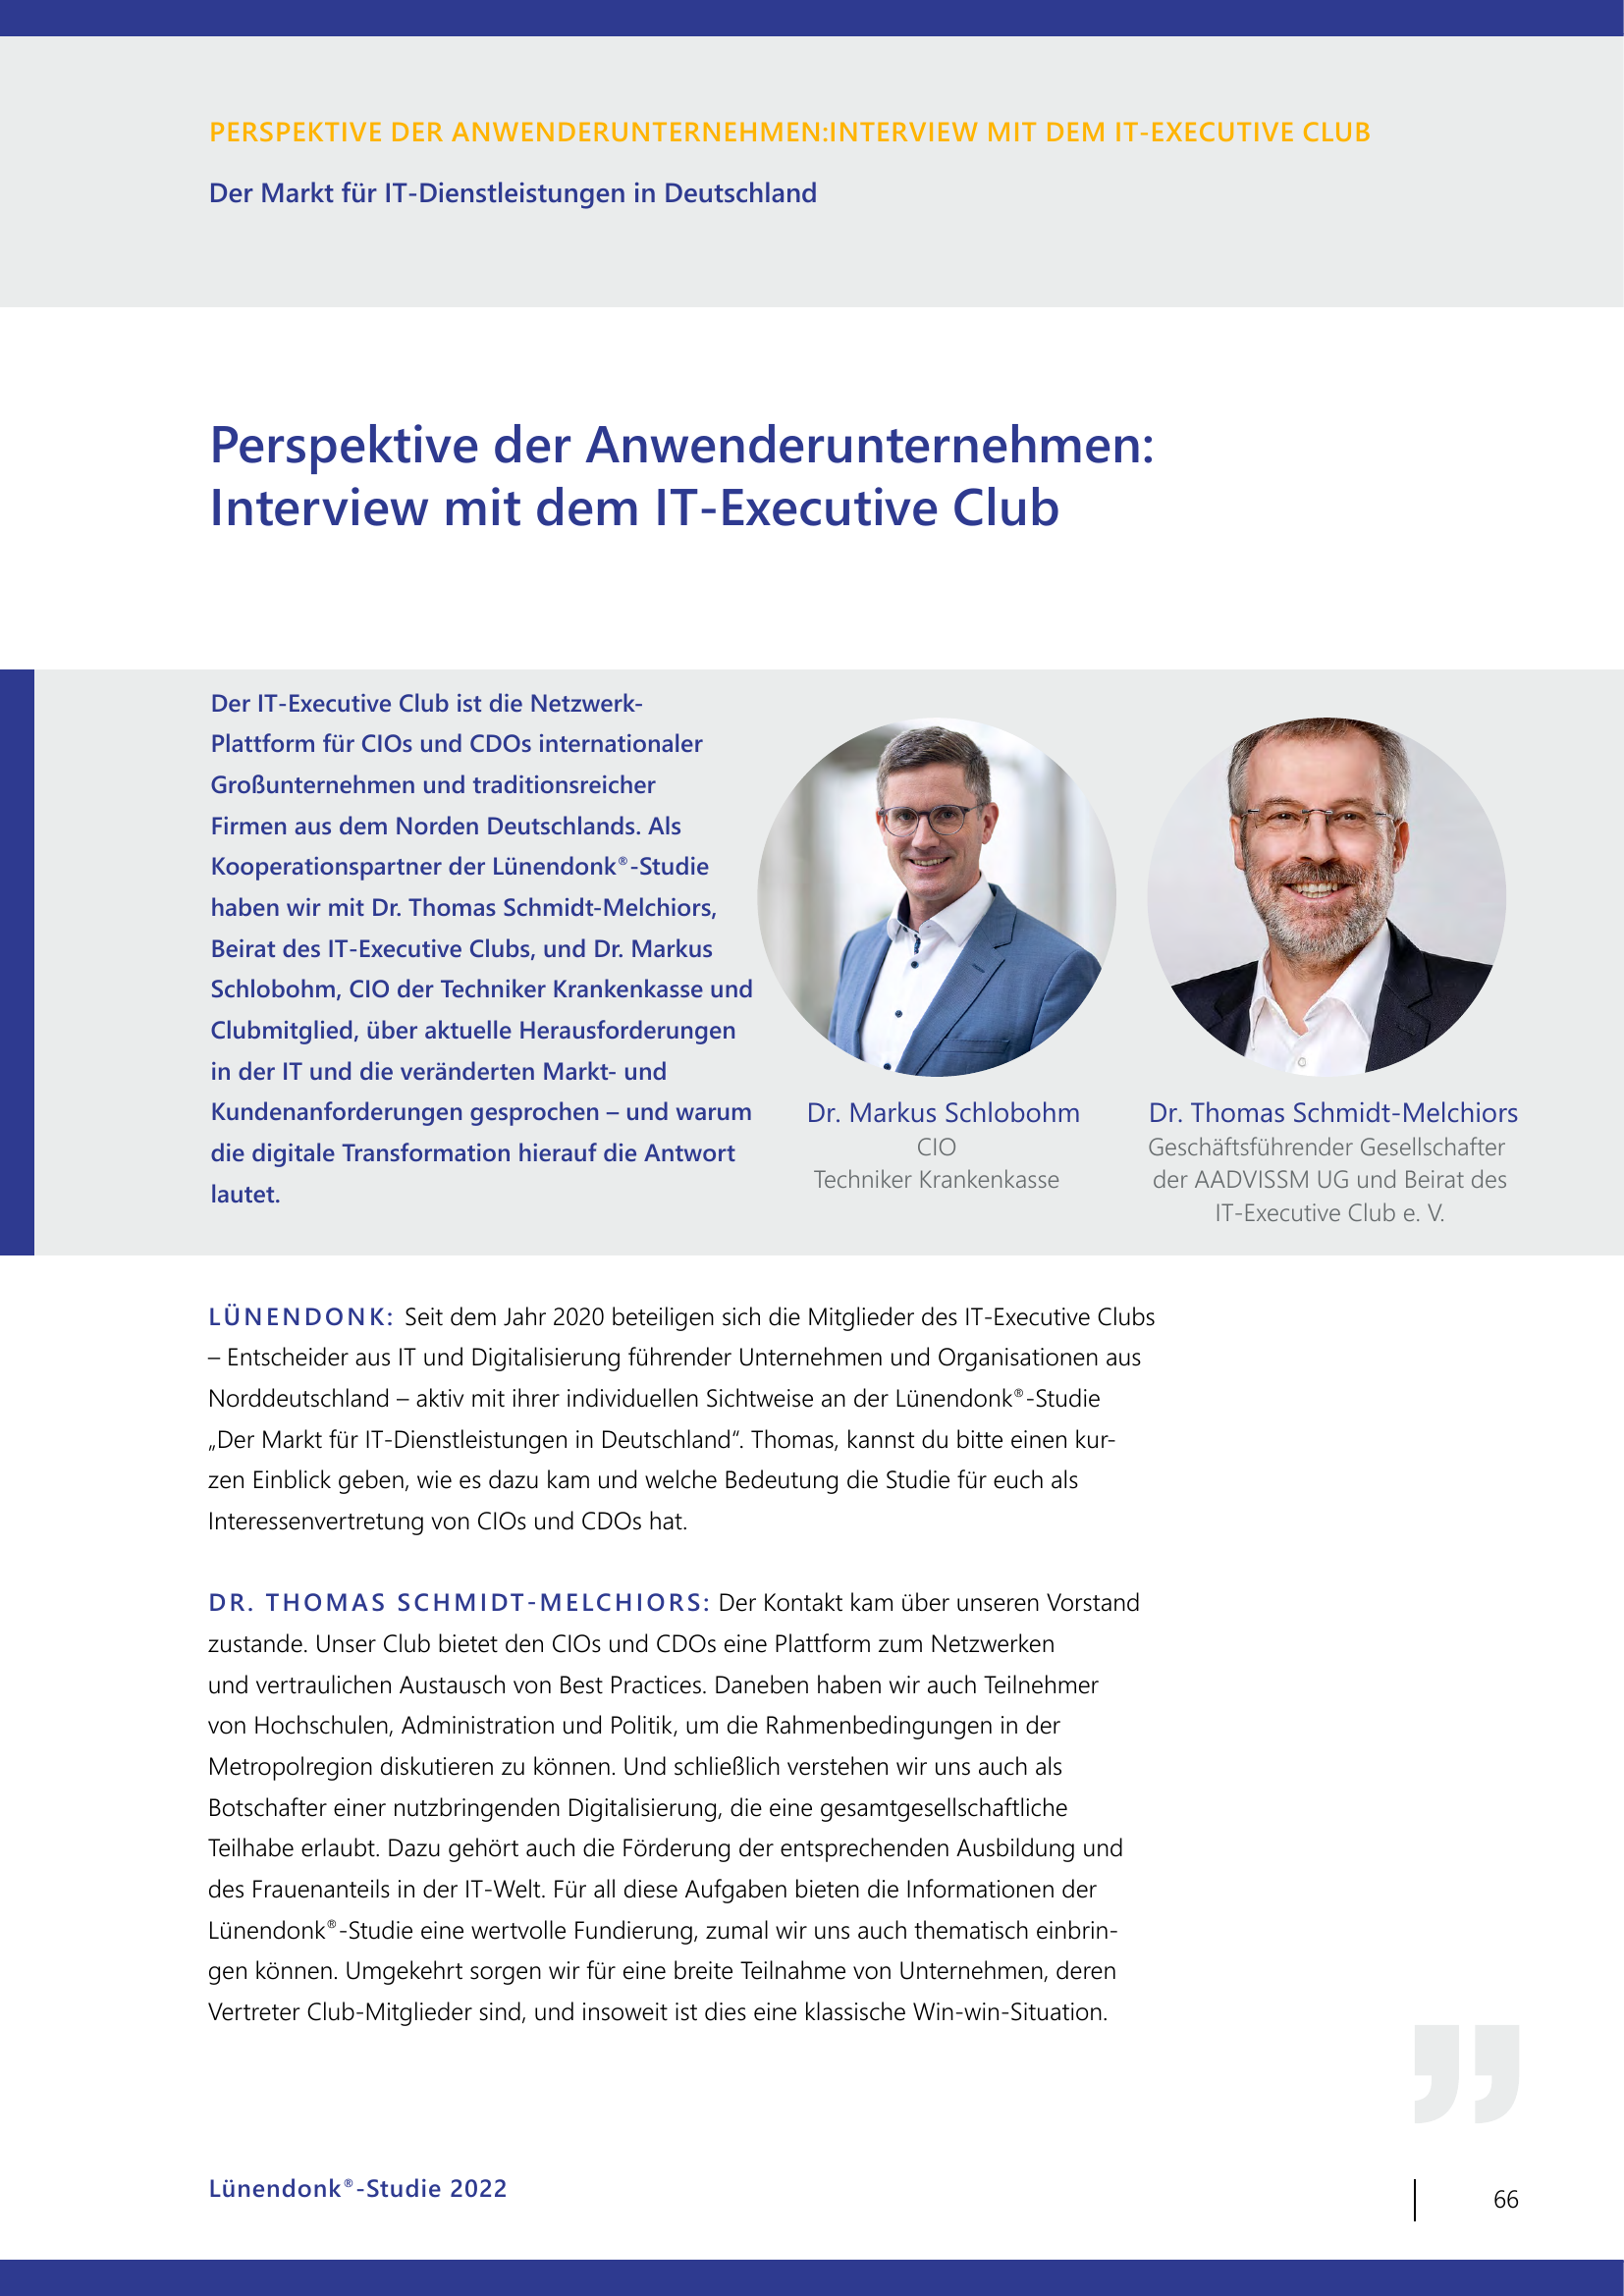 PERSPEKTIVE DER ANWENDERUNTERNEHMEN:INTERVIEW MIT DEM IT-EXECUTIVE CLUB
Der Markt für IT-Dienstleistungen in Deutschland
Perspektive der Anwenderunternehmen:
Interview mit dem IT-Executive Club
Der IT-Executive Club ist die Netzwerk-
Plattform für CIOs und CDOs internationaler
Großunternehmen und traditionsreicher
Firmen aus dem Norden Deutschlands. Als
Kooperationspartner der Lünendonk®-Studie
haben wir mit Dr. Thomas Schmidt-Melchiors,
Beirat des IT-Executive Clubs, und Dr. Markus
Schlobohm, CIO der Techniker Krankenkasse und
Clubmitglied, über aktuelle Herausforderungen
in der IT und die veränderten Markt- und
Kundenanforderungen gesprochen – und warum
die digitale Transformation hierauf die Antwort
lautet.
Dr. Markus Schlobohm
CIO
Techniker Krankenkasse
Dr. Thomas Schmidt-Melchiors
Geschäftsführender Gesellschafter
der AADVISSM UG und Beirat des
IT-Executive Club e. V.
LÜNENDONK: Seit dem Jahr 2020 beteiligen sich die Mitglieder des IT-Executive Clubs
– Entscheider aus IT und Digitalisierung führender Unternehmen und Organisationen aus
Norddeutschland – aktiv mit ihrer individuellen Sichtweise an der Lünendonk®-Studie
„Der Markt für IT-Dienstleistungen in Deutschland“. Thomas, kannst du bitte einen kur-
zen Einblick geben, wie es dazu kam und welche Bedeutung die Studie für euch als
Interessenvertretung von CIOs und CDOs hat.
DR. THOMAS SCHMIDT-MELCHIORS: Der Kontakt kam über unseren Vorstand
zustande. Unser Club bietet den CIOs und CDOs eine Plattform zum Netzwerken
und vertraulichen Austausch von Best Practices. Daneben haben wir auch Teilnehmer
von Hochschulen, Administration und Politik, um die Rahmenbedingungen in der
Metropolregion diskutieren zu können. Und schließlich verstehen wir uns auch als
Botschafter einer nutzbringenden Digitalisierung, die eine gesamtgesellschaftliche
Teilhabe erlaubt. Dazu gehört auch die Förderung der entsprechenden Ausbildung und
des Frauenanteils in der IT-Welt. Für all diese Aufgaben bieten die Informationen der
Lünendonk®-Studie eine wertvolle Fundierung, zumal wir uns auch thematisch einbrin-
gen können. Umgekehrt sorgen wir für eine breite Teilnahme von Unternehmen, deren
Vertreter Club-Mitglieder sind, und insoweit ist dies eine klassische Win-win-Situation.
”
Lünendonk®-Studie 2022
66